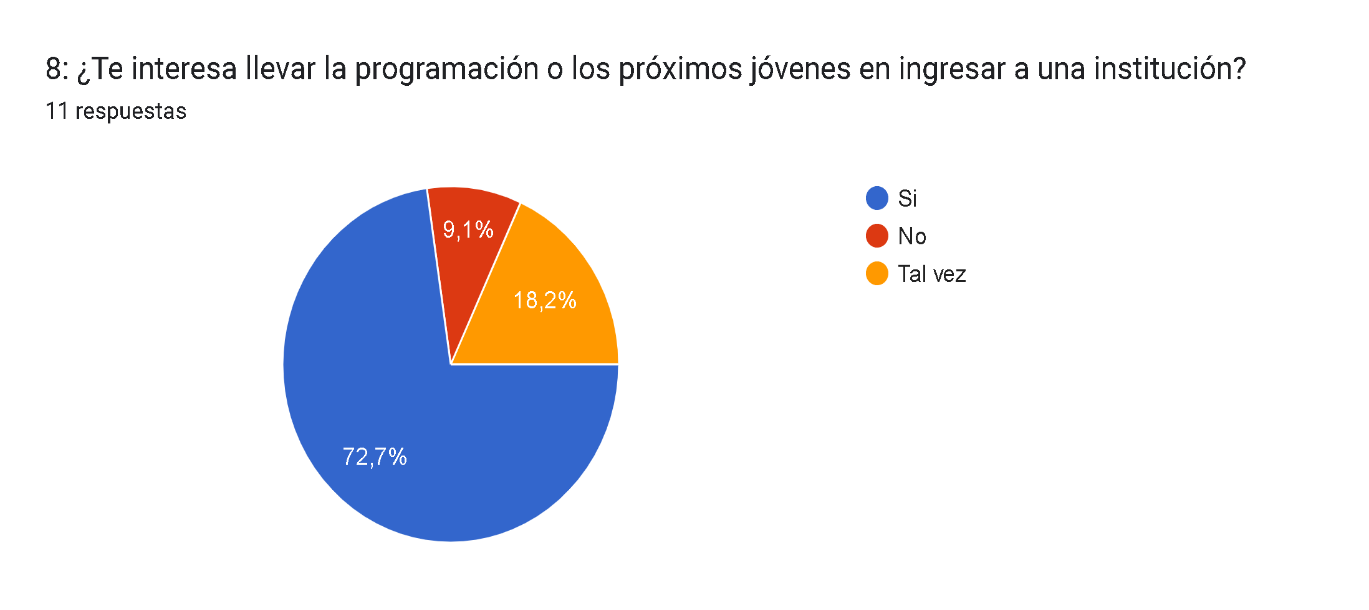 8: ¿Te interesa llevar la programación o los próximos jóvenes en ingresar a una institución?
11 respuestas
Si
No
Tal vez
9,1%
18,2%
72,7%